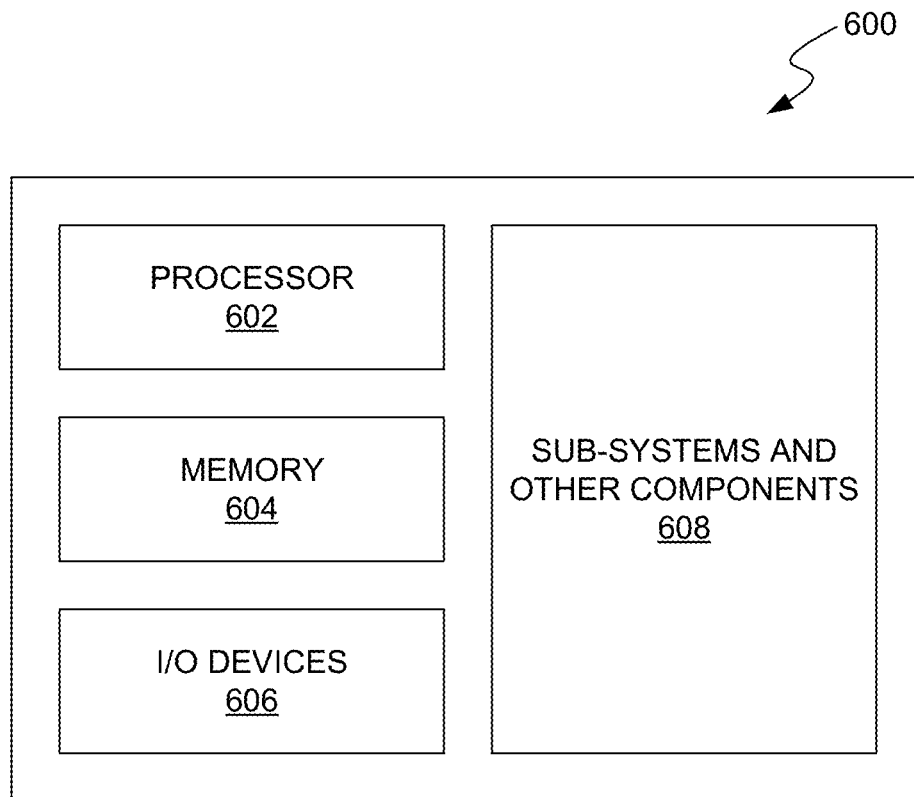 600
PROCESSOR
602
MEMORY
604
I/O DEVICES
606
SUB-SYSTEMS AND
OTHER COMPONENTS
608